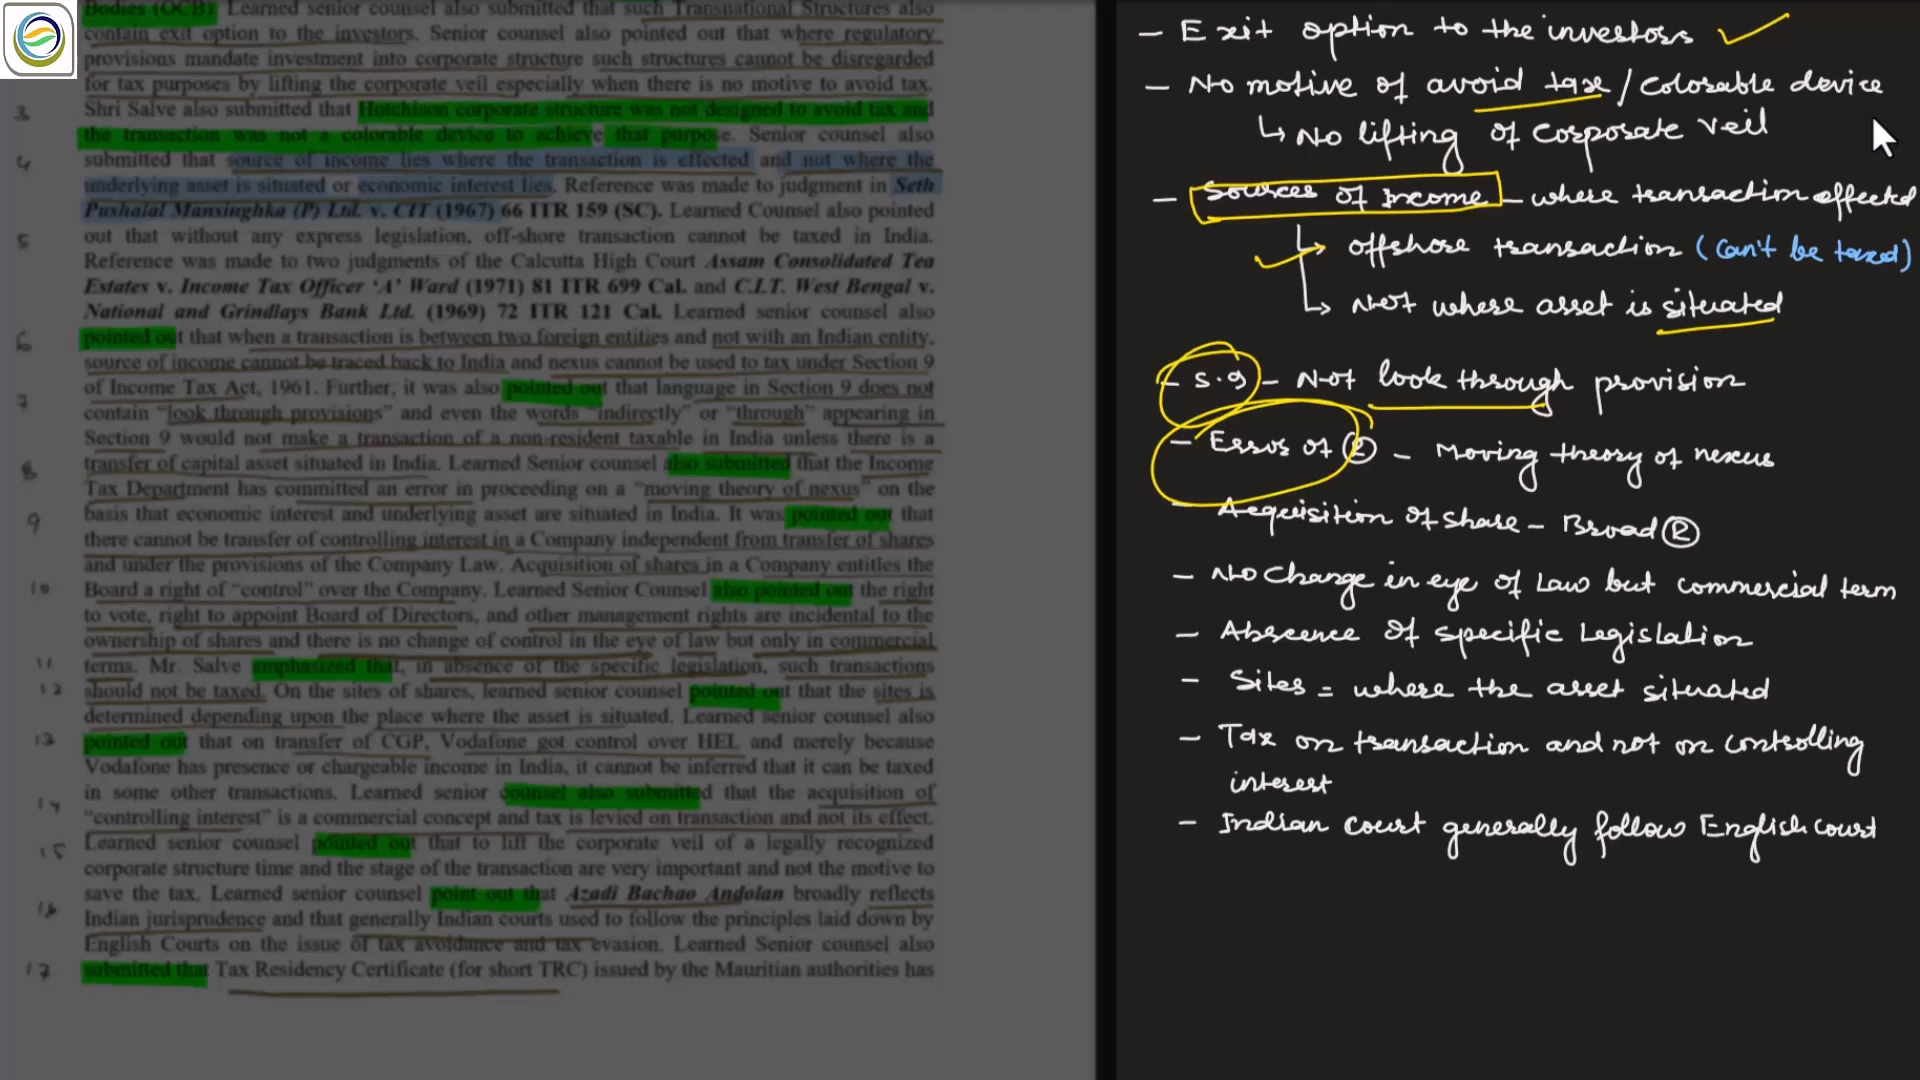 Bodies (OCB). Learned senior counsel also submitted that such Transnational Structures also
contain exit option to the investors. Senior counsel also pointed out that where regulatory
provisions mandate investment into corporate structure such structures cannot be disregarded
for tax purposes by lifting the corporate veil especially when there is no motive to avoid tax.
3 Shri Salve also submitted that Hutchison corporate structure was not designed to avoid tax and
the transaction was not a colorable device to achieve that purpose. Senior counsel also
4 submitted that source of income lies where the transaction is effected and not where the
underlying asset is situated or economic interest lies. Reference was made to judgment in Seth
Pushalal Mansinghka (P) Ltd. v. CIT (1967) 66 ITR 159 (SC). Learned Counsel also pointed
5 out that without any express legislation, off-shore transaction cannot be taxed in India.
Reference was made to two judgments of the Calcutta High Court Assam Consolidated Tea
Estates v. Income Tax Officer 'A' Ward (1971) 81 ITR 699 Cal. and C.I.T. West Bengal v.
National and Grindlays Bank Ltd. (1969) 72 ITR 121 Cal. Learned senior counsel also
6 pointed out that when a transaction is between two foreign entities and not with an Indian entity,
source of income cannot be traced back to India and nexus cannot be used to tax under Section 9
of Income Tax Act, 1961. Further, it was also pointed out that language in Section 9 does not
7 contain "look through provisions" and even the words "indirectly" or "through" appearing in
Section 9 would not make a transaction of a non-resident taxable in India unless there is a
8 transfer of capital asset situated in India. Learned Senior counsel also submitted that the Income
Tax Department has committed an error in proceeding on a "moving theory of nexus" on the
9 basis that economic interest and underlying asset are situated in India. It was pointed out that
there cannot be transfer of controlling interest in a Company independent from transfer of shares
and under the provisions of the Company Law. Acquisition of shares in a Company entitles the
10 Board a right of "control" over the Company. Learned Senior Counsel also pointed out the right
to vote, right to appoint Board of Directors, and other management rights are incidental to the
ownership of shares and there is no change of control in the eye of law but only in commercial
11 terms. Mr. Salve emphasized that, in absence of the specific legislation, such transactions
12 should not be taxed. On the sites of shares, learned senior counsel pointed out that the sites is
determined depending upon the place where the asset is situated. Learned senior counsel also
13 pointed out that on transfer of CGP, Vodafone got control over HEL and merely because
Vodafone has presence or chargeable income in India, it cannot be inferred that it can be taxed
14 in some other transactions. Learned senior counsel also submitted that the acquisition of
"controlling interest" is a commercial concept and tax is levied on transaction and not its effect.
15 Learned senior counsel pointed out that to lift the corporate veil of a legally recognized
corporate structure time and the stage of the transaction are very important and not the motive to
save the tax. Learned senior counsel point out that Azadi Bachao Andolan broadly reflects
16 Indian jurisprudence and that generally Indian courts used to follow the principles laid down by
English Courts on the issue of tax avoidance and tax evasion. Learned Senior counsel also
17 submitted that Tax Residency Certificate (for short TRC) issued by the Mauritian authorities has
- Exit option to the investors
- No motive of avoid tax / Colorable device
↳ No lifting of corporate veil
- Sources of Income - where transaction effected
↳ offshore transaction (Can't be taxed)
↳ Not where asset is situated
- S.9 - Not look through provision
- Error of R - Moving theory of nexus
- Acquisition of share - Broad R
- No change in eye of Law but commercial term
- Abscence of specific Legislation
- Sites = where the asset situated
- Tax on transaction and not on controlling
interest
- Indian court generally follow English court